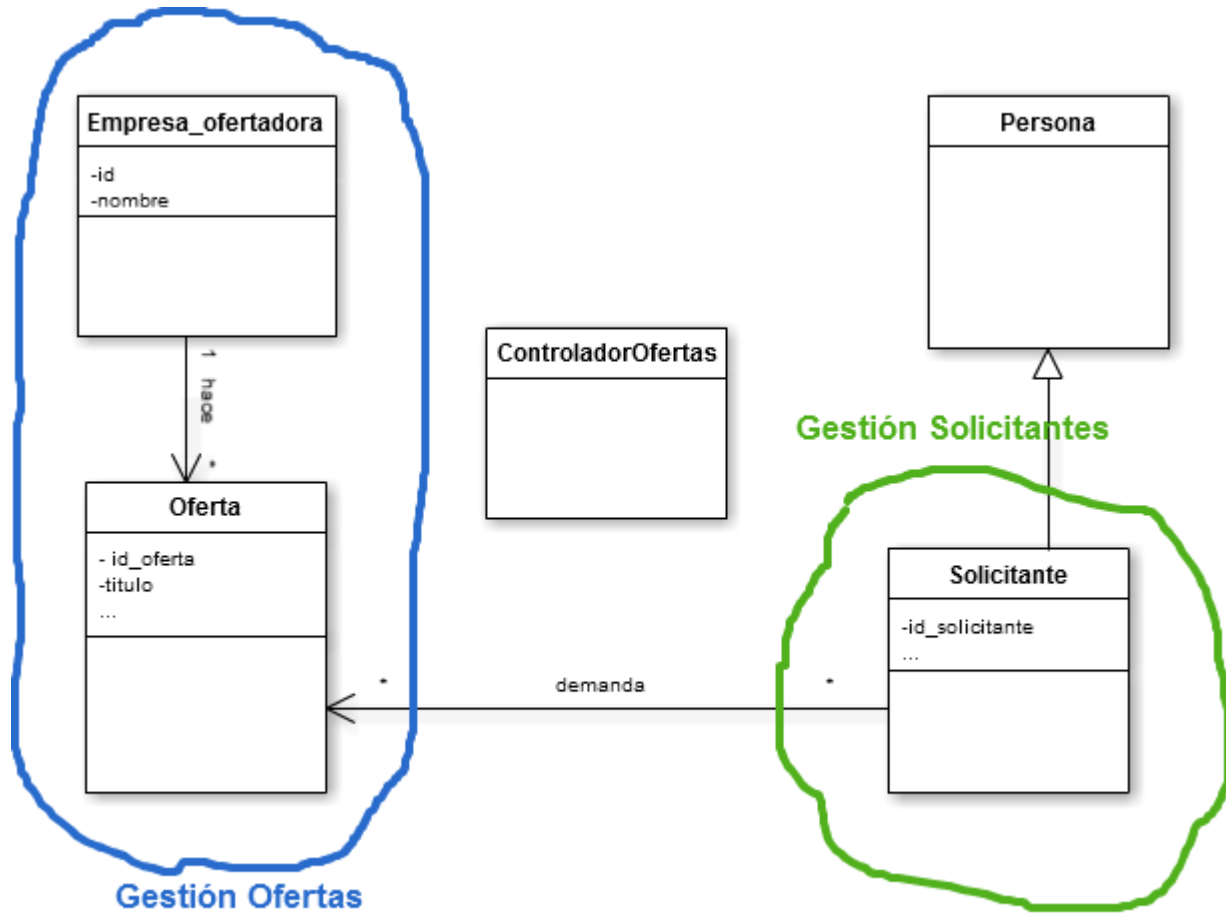 Empresa_ofertadora
-id
-nombre
1 hace *
Oferta
- id_oferta
-titulo
...
Gestión Ofertas
ControladorOfertas
* demanda *
Persona
Gestión Solicitantes
Solicitante
-id_solicitante
...